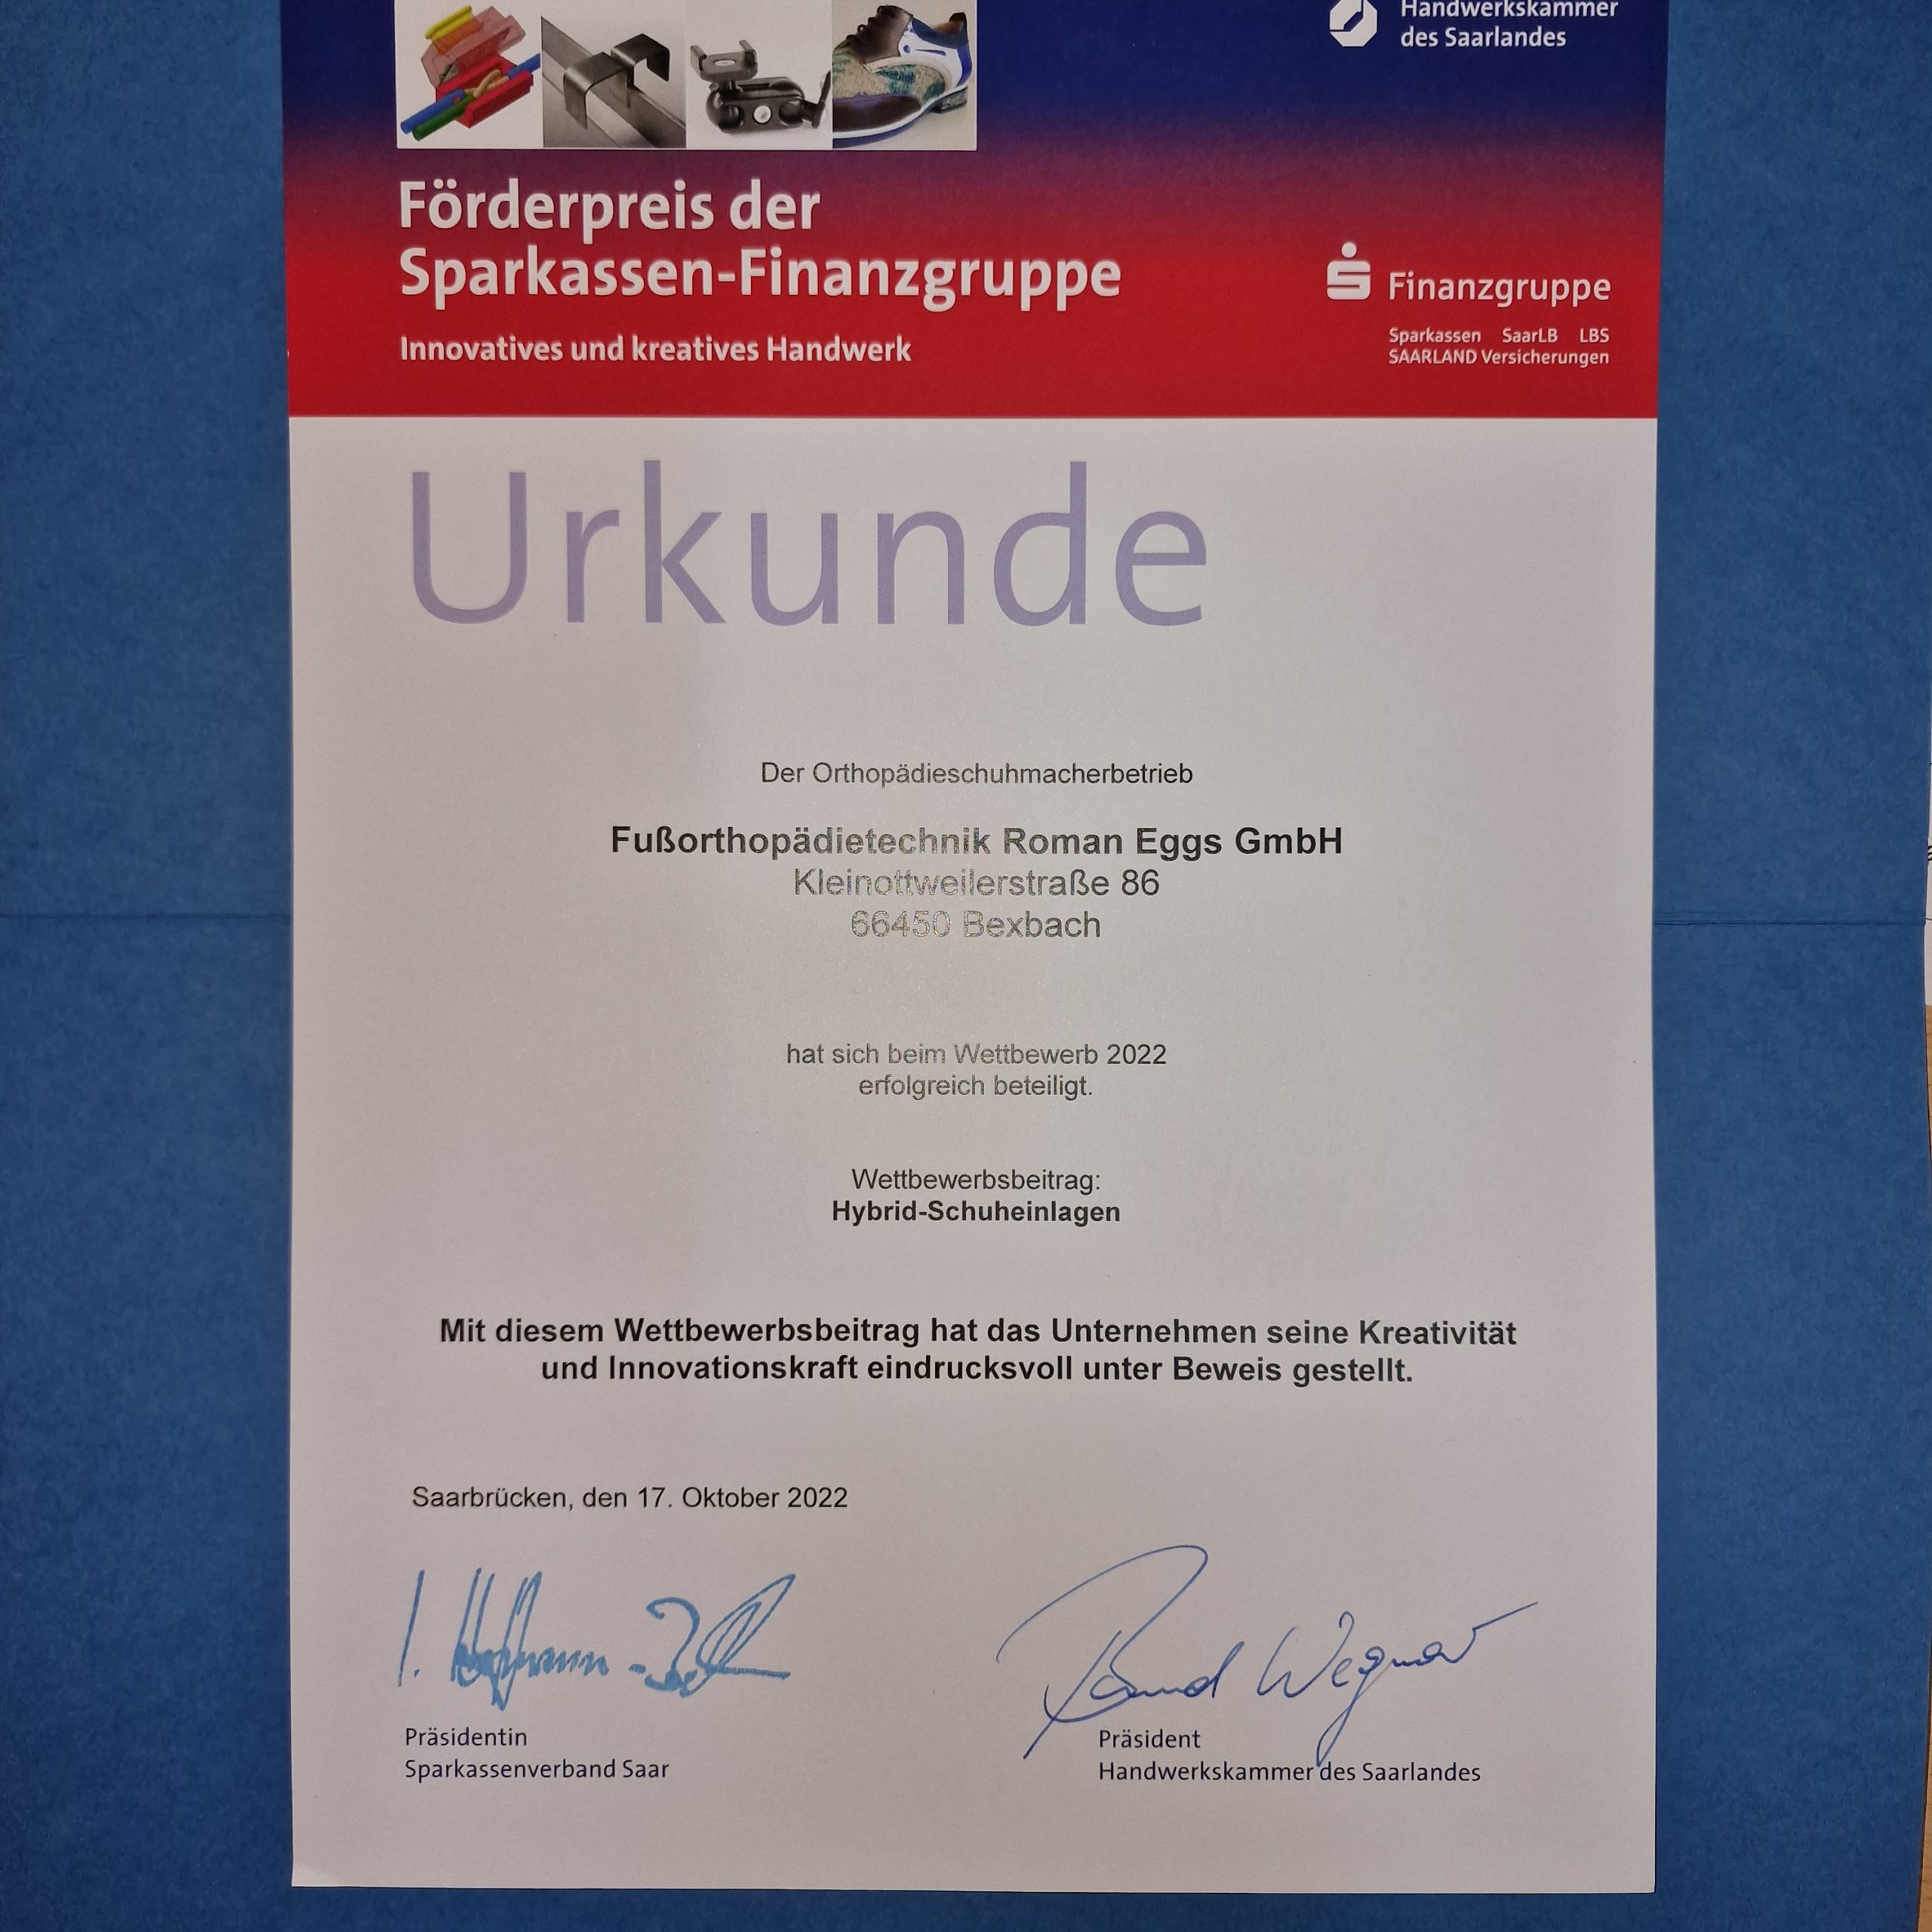 Handwerkskammer
des Saarlandes
Förderpreis der
Sparkassen-Finanzgruppe
Innovatives und kreatives Handwerk
Finanzgruppe
Sparkassen SaarLB LBS
SAARLAND Versicherungen
Urkunde
Der Orthopädieschuhmacherbetrieb
Fußorthopädietechnik Roman Eggs GmbH
Kleinottweilerstraße 86
66450 Bexbach
hat sich beim Wettbewerb 2022
erfolgreich beteiligt.
Wettbewerbsbeitrag:
Hybrid-Schuheinlagen
Mit diesem Wettbewerbsbeitrag hat das Unternehmen seine Kreativität
und Innovationskraft eindrucksvoll unter Beweis gestellt.
Saarbrücken, den 17. Oktober 2022
Bernd Wegner
Präsidentin
Sparkassenverband Saar
Präsident
Handwerkskammer des Saarlandes